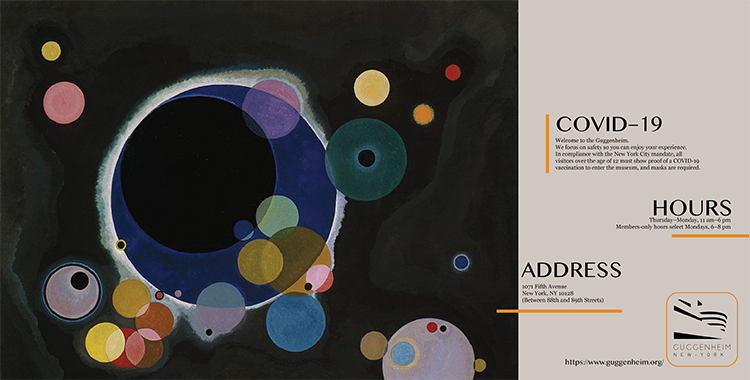 COVID-19
Welcome to the Guggenheim.
We focus on safety so you can enjoy your experience.
In compliance with the New York City mandate, all
visitors over the age of 12 must show proof of a COVID-19
vaccination to enter the museum, and masks are required.
HOURS
Thursday–Monday, 11 am–6 pm
Members-only hours select Mondays, 6–8 pm
ADDRESS
1071 Fifth Avenue
New York, NY 10128
(Between 88th and 89th Streets)
GUGGENHEIM
NEW-YORK
https://www.guggenheim.org/